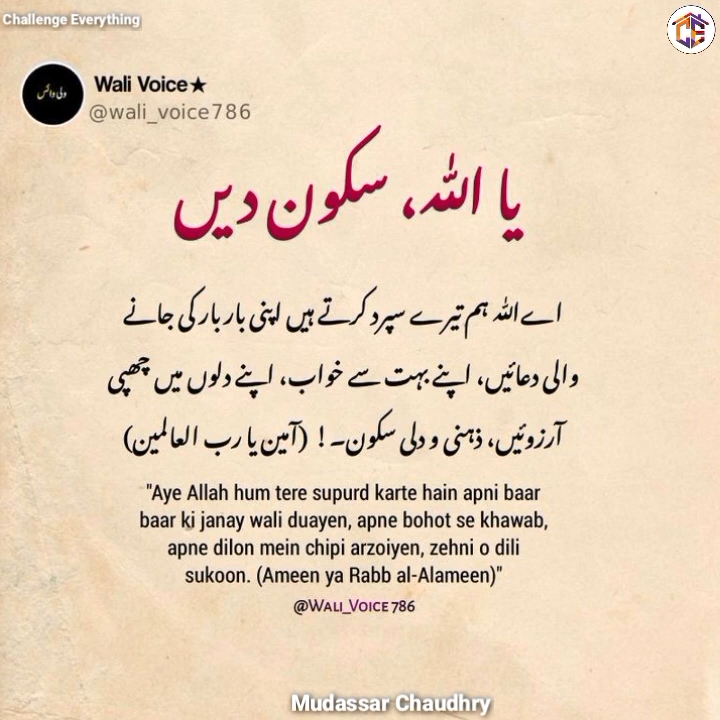 Challenge Everything
ولی وائس
Wali Voice★
@wali_voice786
یا اللہ، سکون دیں
اے اللہ ہم تیرے سپرد کرتے ہیں اپنی بار بار کی جانے
والی دعائیں، اپنے بہت سے خواب، اپنے دلوں میں چھپی
آرزوئیں، ذہنی و دلی سکون۔! (آمین یا رب العالمین)
"Aye Allah hum tere supurd karte hain apni baar
baar ki janay wali duayen, apne bohot se khawab,
apne dilon mein chipi arzoiyen, zehni o dili
sukoon. (Ameen ya Rabb al-Alameen)"
@Wali_Voice786
Mudassar Chaudhry